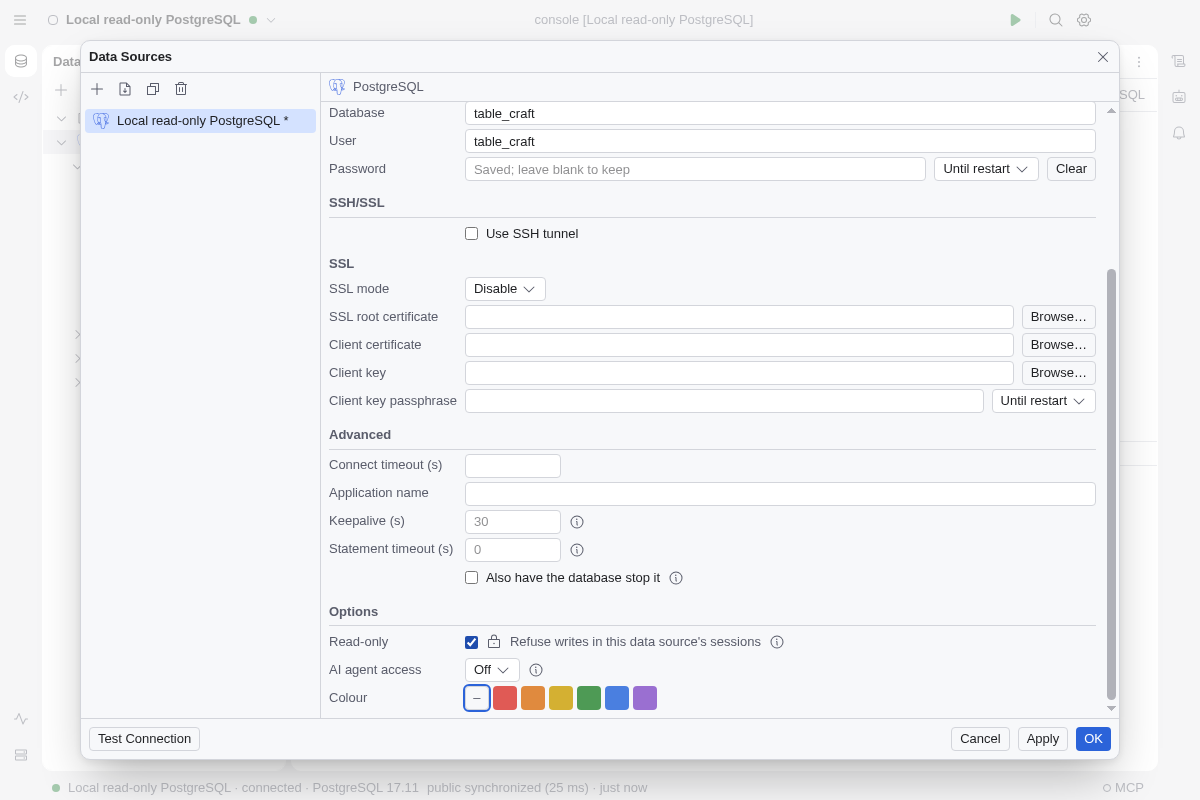 Local read-only PostgreSQL
console [Local read-only PostgreSQL]
Data Sources
PostgreSQL
Local read-only PostgreSQL *
Database
table_craft
User
table_craft
Password
Saved; leave blank to keep
Until restart
Clear
SSH/SSL
Use SSH tunnel
SSL
SSL mode
Disable
SSL root certificate
Browse...
Client certificate
Browse...
Client key
Browse...
Client key passphrase
Until restart
Advanced
Connect timeout (s)
Application name
Keepalive (s)
30
Statement timeout (s)
0
Also have the database stop it
Options
Read-only
Refuse writes in this data source's sessions
AI agent access
Off
Colour
–
Test Connection
Cancel
Apply
OK
Local read-only PostgreSQL · connected · PostgreSQL 17.11 public synchronized (25 ms) · just now
MCP